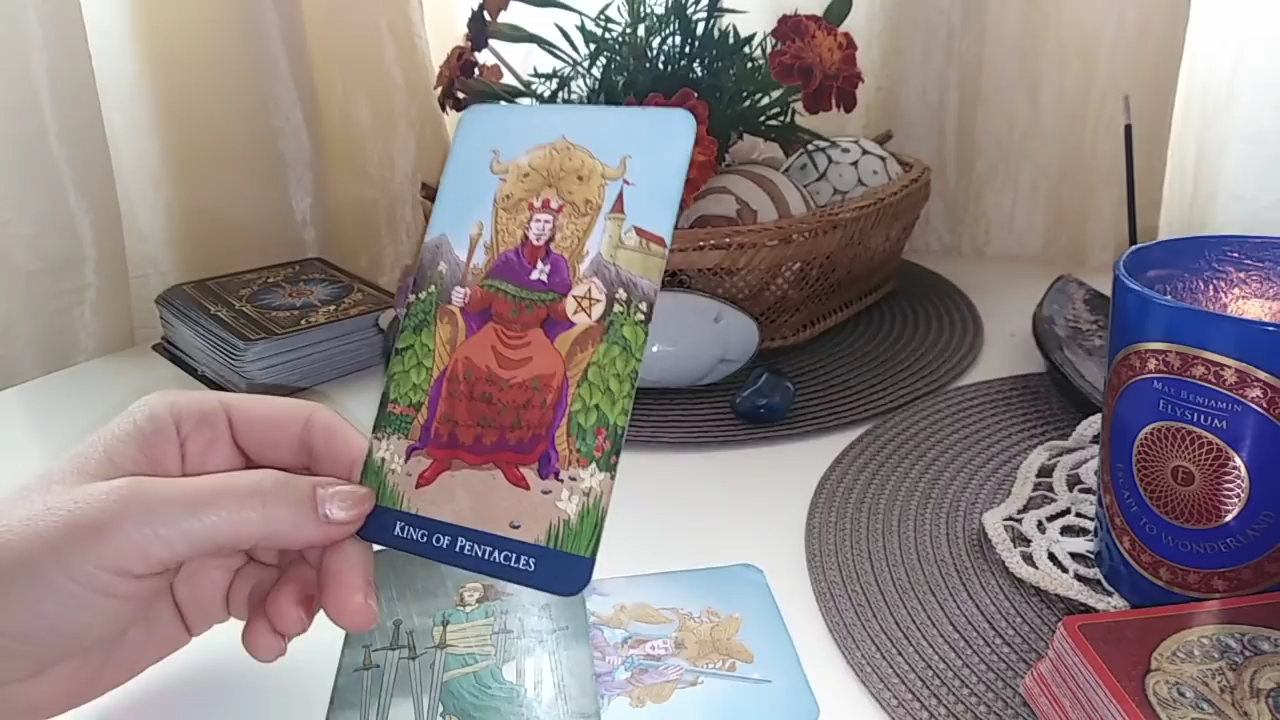 KING OF PENTACLES
MAX BENJAMIN
ELYSIUM
E
ESCAPE TO WONDERLAND